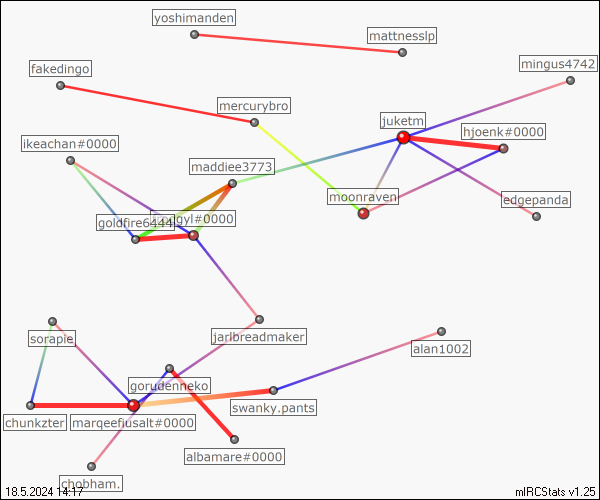 yoshimanden
mattnesslp
mingus4742
fakedingo
mercurybro
juketm
hjoenk#0000
ikeachan#0000
maddiee3773
moonraven
edgepanda
goldfire6444
gyl#0000
sorapie
jarlbreadmaker
alan1002
gorudenneko
swanky.pants
chunkzter
marqeefiusalt#0000
albamare#0000
chobham.
18.5.2024 14:17
mIRCStats v1.25